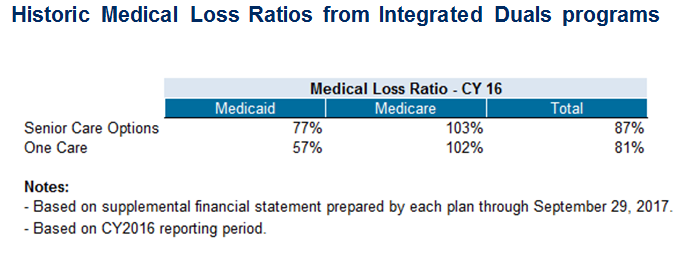 Historic Medical Loss Ratios from Integrated Duals programs
Medical Loss Ratio - CY 16
Medicaid Medicare Total
Senior Care Options 77% 103% 87%
One Care 57% 102% 81%
Notes:
- Based on supplemental financial statement prepared by each plan through September 29, 2017.
- Based on CY2016 reporting period.